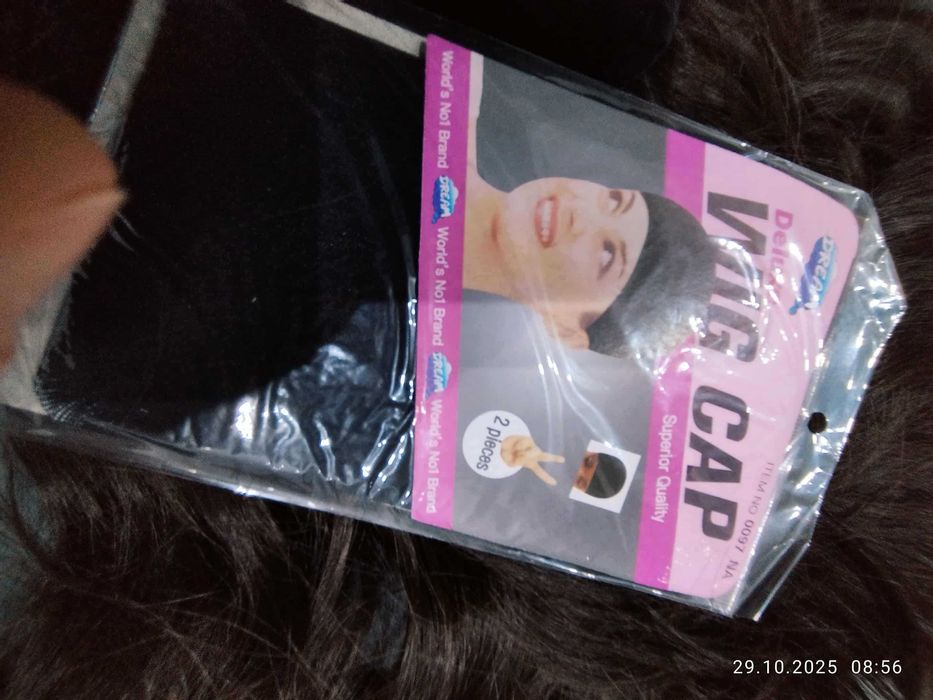 DREAM
Delux
WIG CAP
ITEM NO 0097 NA
Superior Quality
2 pieces
World's No1 Brand DREAM World's No1 Brand DREAM World's No1 Brand
29.10.2025 08:56